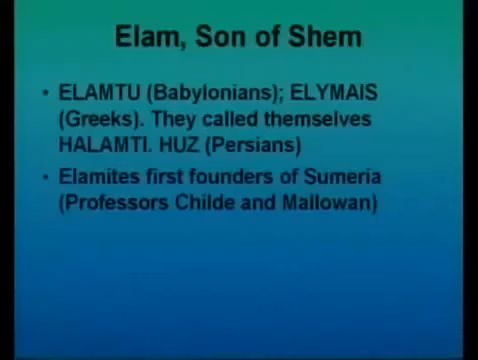 Elam, Son of Shem
• ELAMTU (Babylonians); ELYMAIS
(Greeks). They called themselves
HALAMTI. HUZ (Persians)
• Elamites first founders of Sumeria
(Professors Childe and Mallowan)